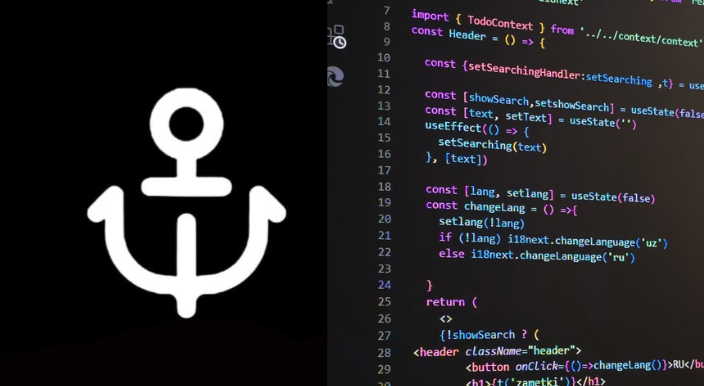 7
8 import { TodoContext } from '../../context/context'
9 const Header = () => {
10
11 const {setSearchingHandler:setSearching ,t} = use
12
13 const [showSearch,setshowSearch] = useState(false
14 const [text, setText] = useState('')
15 useEffect(() => {
16 setSearching(text)
17 }, [text])
18
19 const [lang, setlang] = useState(false)
20 const changeLang = () =>{
21 setlang(!lang)
22 if (!lang) i18next.changeLanguage('uz')
23 else i18next.changeLanguage('ru')
24
25 }
26 return (
27 <>
28 {!showSearch ? (
<header className="header">
29 <button onClick={()=>changeLang()}>RU</bu
<h1>{t('zametki')}</h1>